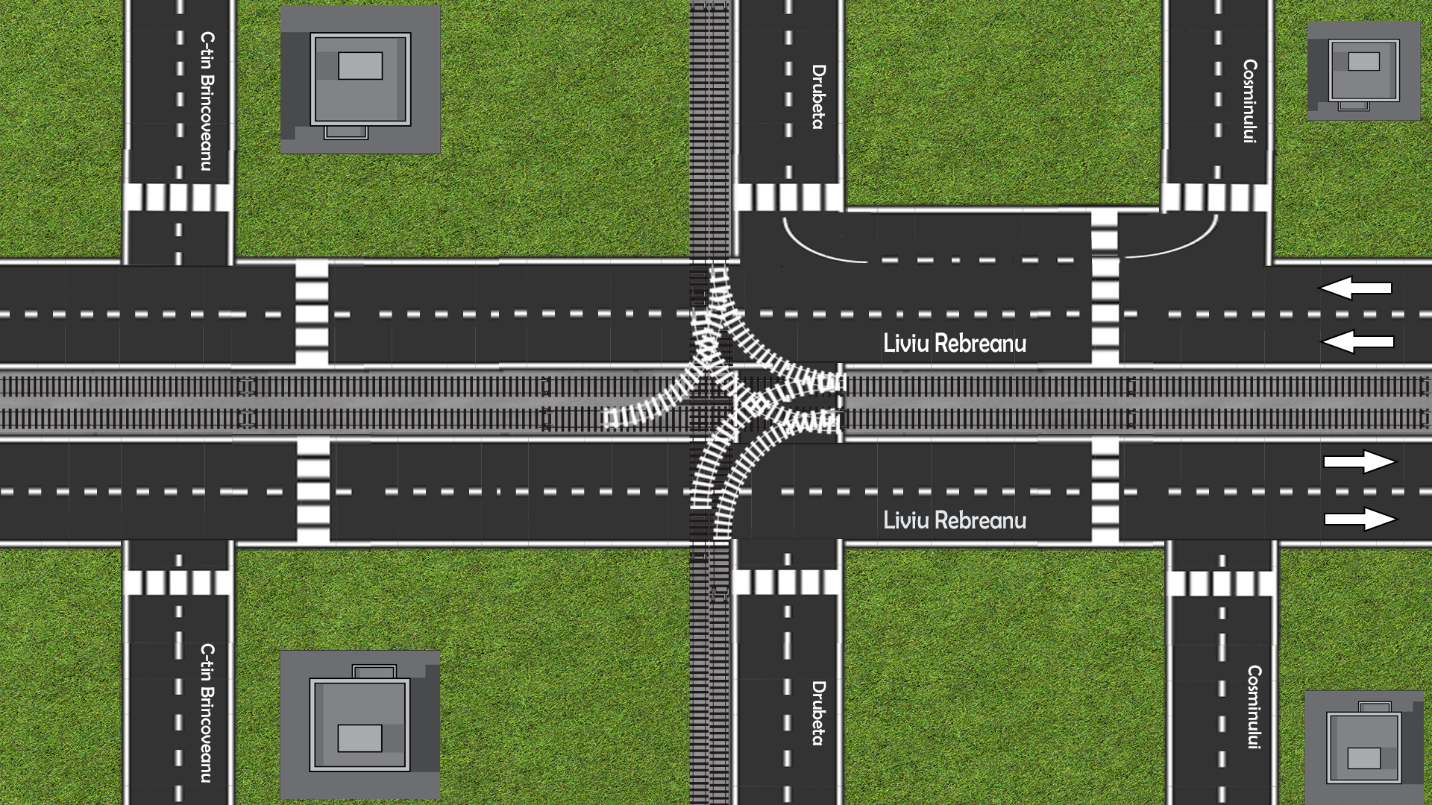 C-tin Brincoveanu
Drubeta
Cosminului
Liviu Rebreanu
Liviu Rebreanu
C-tin Brincoveanu
Drubeta
Cosminului